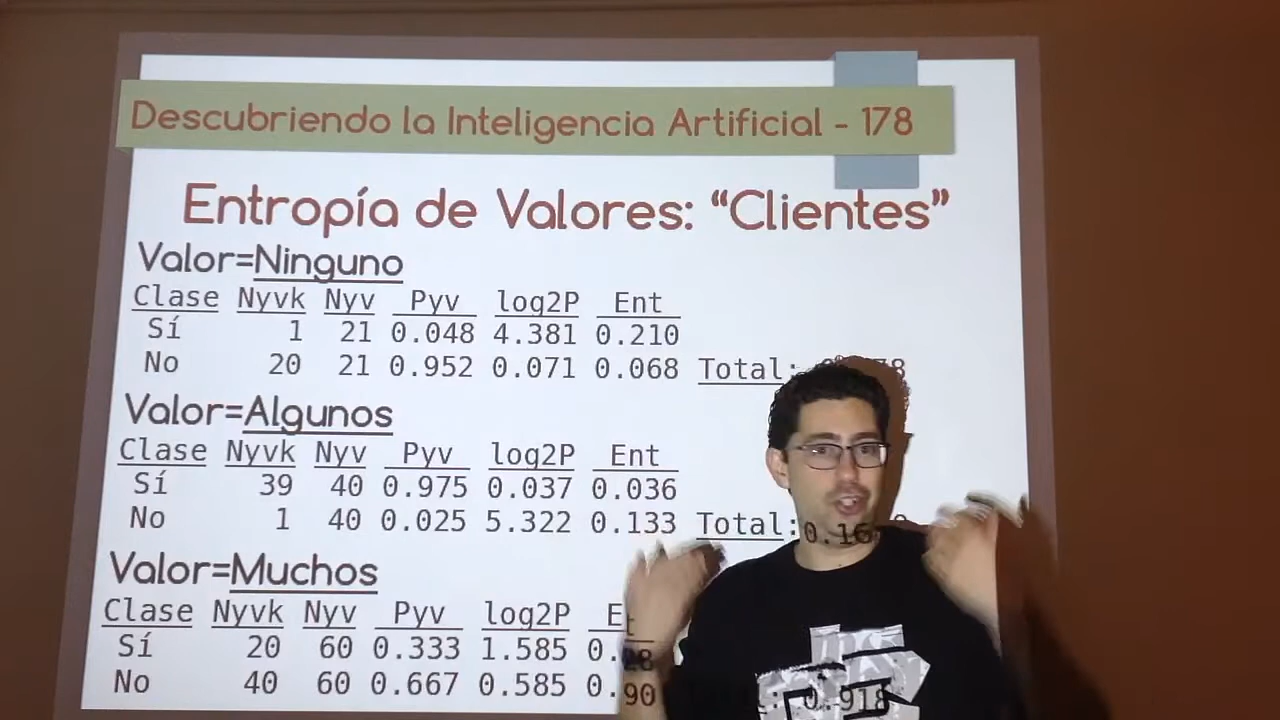 Descubriendo la Inteligencia Artificial - 178
Entropía de Valores: “Clientes”
Valor=Ninguno
Clase Nyvk Nyv Pyv log2P Ent
Sí 1 21 0.048 4.381 0.210
No 20 21 0.952 0.071 0.068 Total:
Valor=Algunos
Clase Nyvk Nyv Pyv log2P Ent
Sí 39 40 0.975 0.037 0.036
No 1 40 0.025 5.322 0.133 Total:
Valor=Muchos
Clase Nyvk Nyv Pyv log2P Ent
Sí 20 60 0.333 1.585
No 40 60 0.667 0.585 0.918